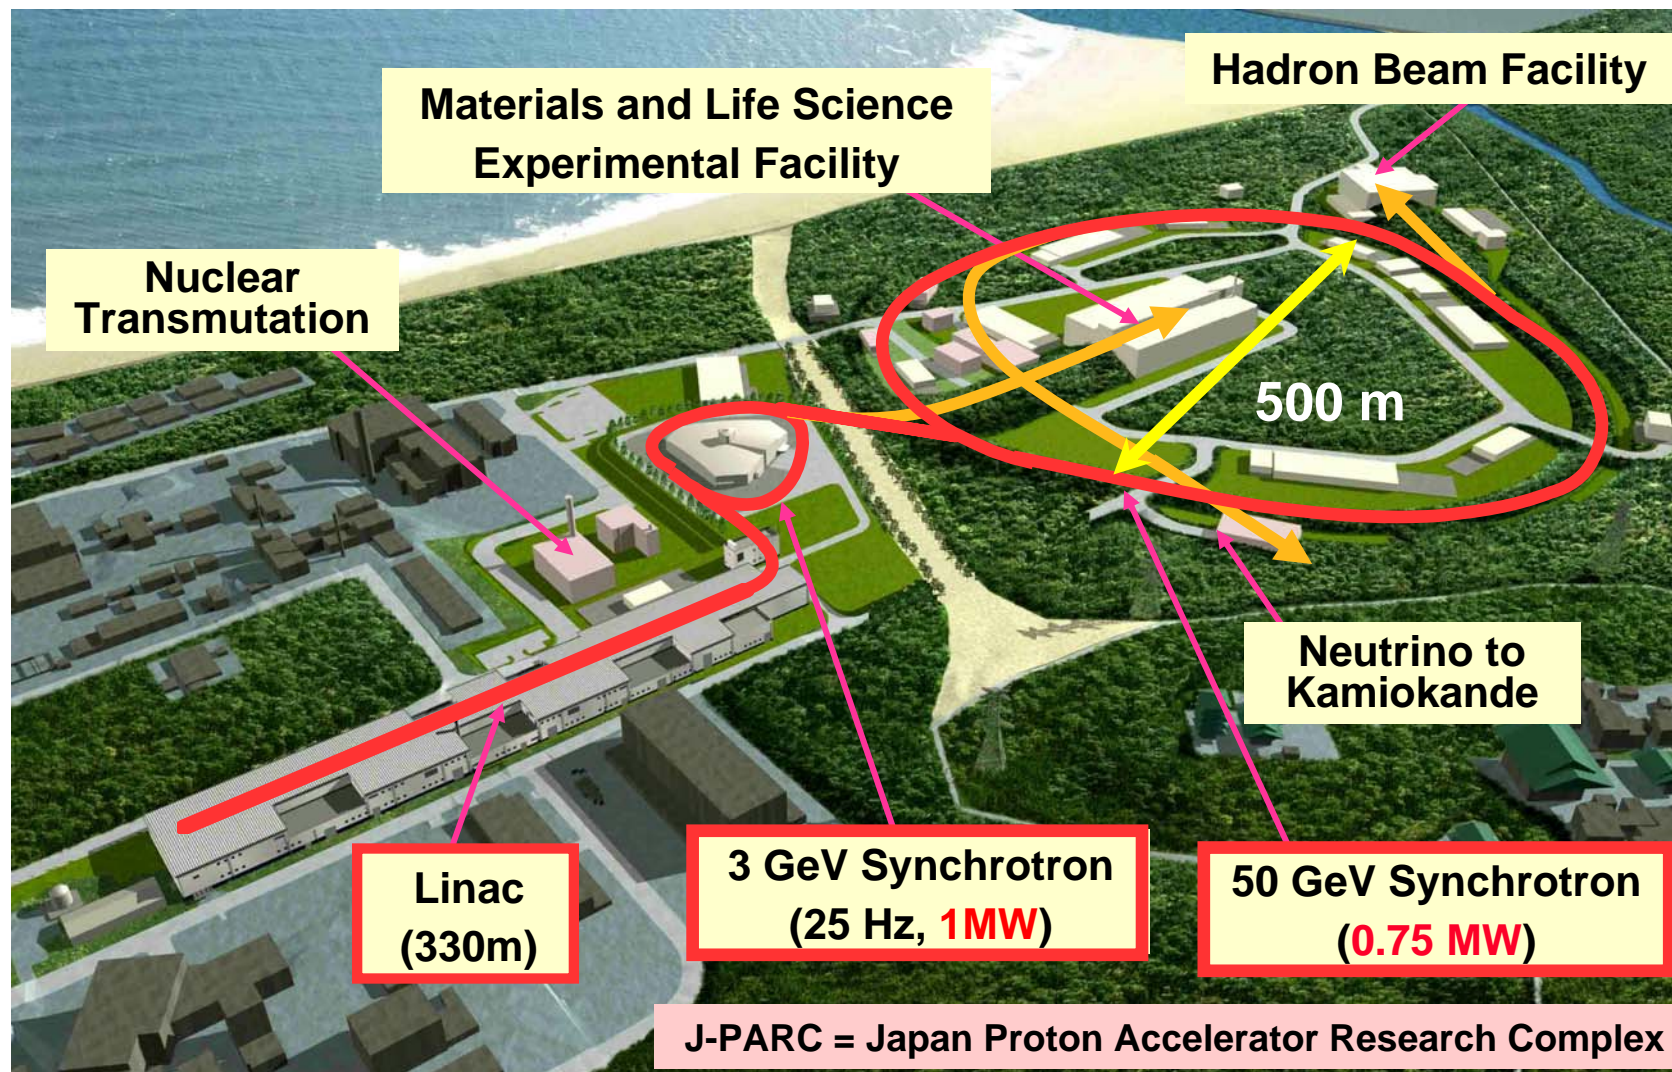 Hadron Beam Facility
Materials and Life Science
Experimental Facility
Nuclear
Transmutation
500 m
Neutrino to
Kamiokande
Linac
(330m)
3 GeV Synchrotron
(25 Hz, 1MW)
50 GeV Synchrotron
(0.75 MW)
J-PARC = Japan Proton Accelerator Research Complex